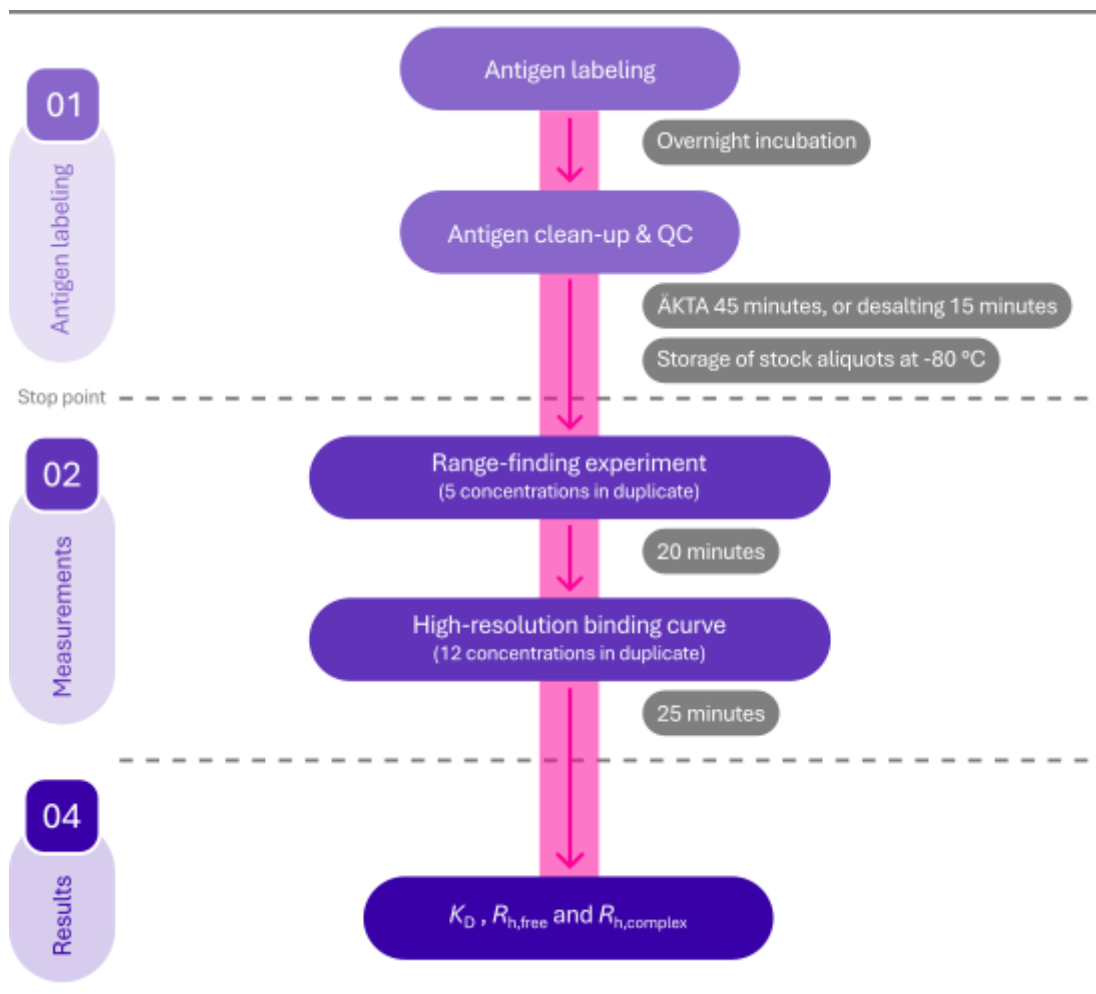 01
Antigen labeling
Antigen labeling
Overnight incubation
Antigen clean-up & QC
ÄKTA 45 minutes, or desalting 15 minutes
Storage of stock aliquots at -80 °C
Stop point
02
Measurements
Range-finding experiment
(5 concentrations in duplicate)
20 minutes
High-resolution binding curve
(12 concentrations in duplicate)
25 minutes
04
Results
KD , Rh,free and Rh,complex